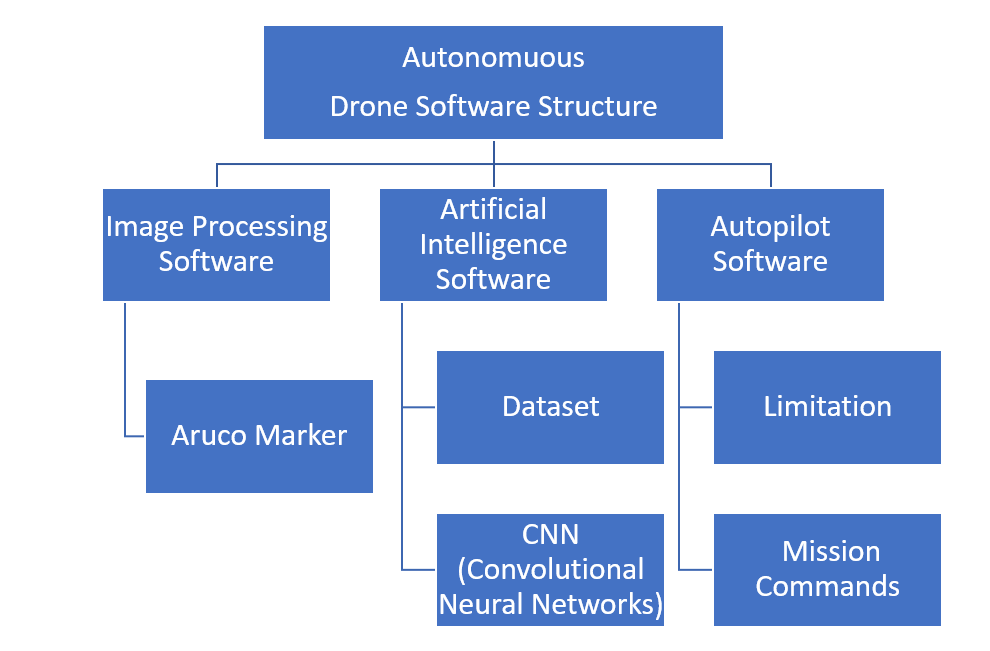 Autonomuous
Drone Software Structure
Image Processing
Software
Artificial
Intelligence
Software
Autopilot
Software
Aruco Marker
Dataset
CNN
(Convolutional
Neural Networks)
Limitation
Mission
Commands